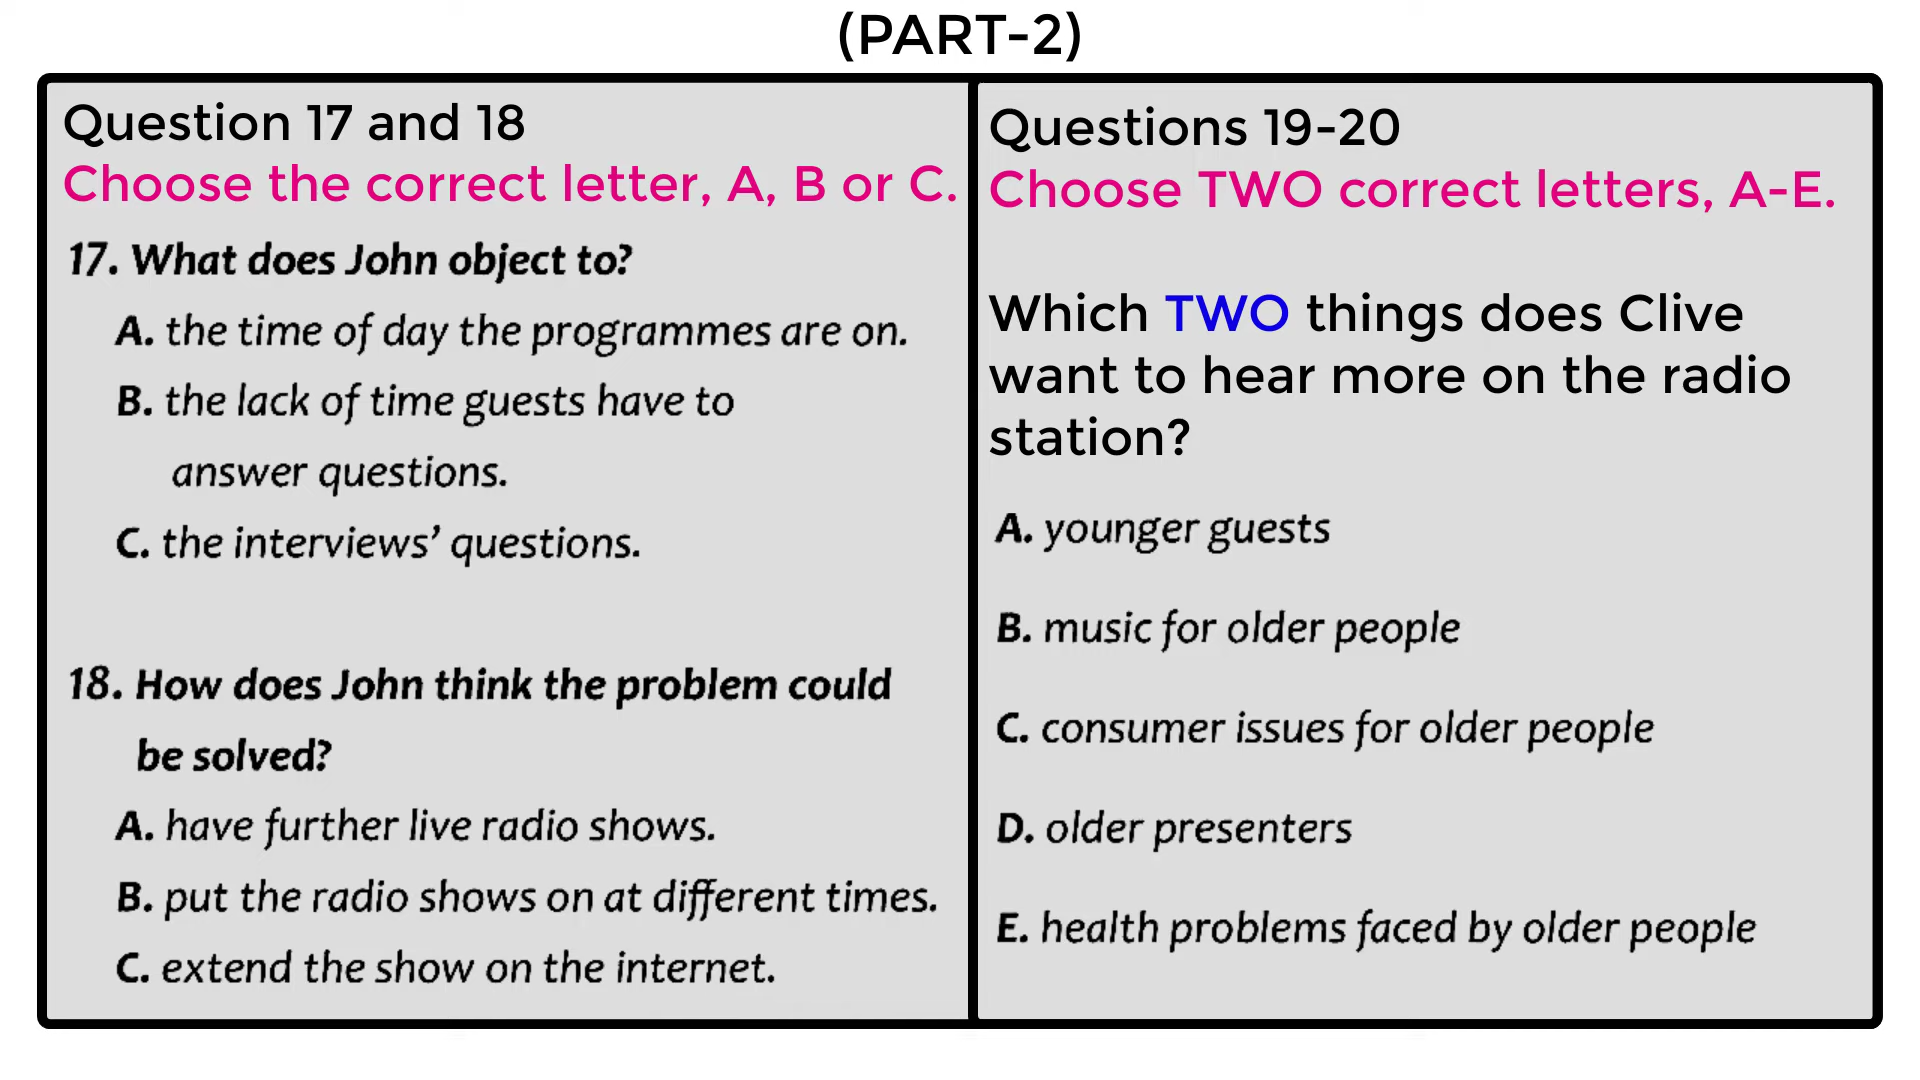 (PART-2)
Question 17 and 18
Choose the correct letter, A, B or C.
17. What does John object to?
A. the time of day the programmes are on.
B. the lack of time guests have to
answer questions.
C. the interviews’ questions.
18. How does John think the problem could
be solved?
A. have further live radio shows.
B. put the radio shows on at different times.
C. extend the show on the internet.
Questions 19-20
Choose TWO correct letters, A-E.
Which TWO things does Clive
want to hear more on the radio
station?
A. younger guests
B. music for older people
C. consumer issues for older people
D. older presenters
E. health problems faced by older people